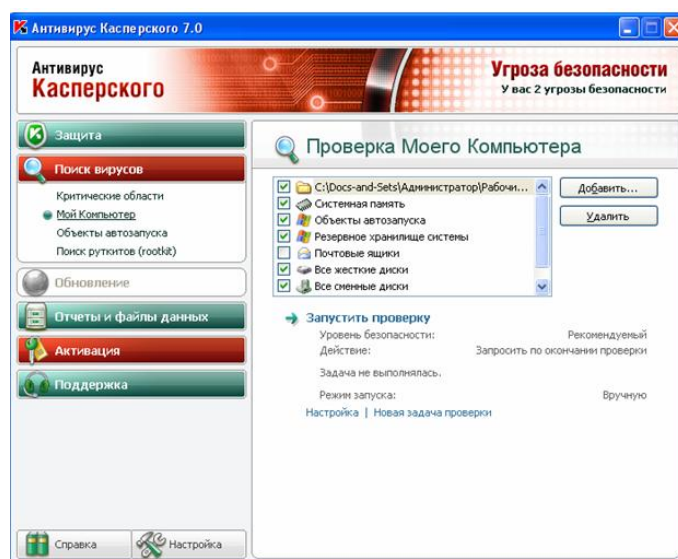 Антивирус Касперского 7.0
Антивирус
Касперского
Угроза безопасности
У вас 2 угрозы безопасности
Защита
Поиск вирусов
Критические области
Мой Компьютер
Объекты автозапуска
Поиск руткитов (rootkit)
Обновление
Отчеты и файлы данных
Активация
Поддержка
Справка
Настройка
Проверка Моего Компьютера
C:\Docs-and-Sets\Администратор\Рабочи...
Системная память
Объекты автозапуска
Резервное хранилище системы
Почтовые ящики
Все жесткие диски
Все сменные диски
Добавить...
Удалить
Запустить проверку
Уровень безопасности: Рекомендуемый
Действие: Запросить по окончании проверки
Задача не выполнялась.
Режим запуска: Вручную
Настройка | Новая задача проверки